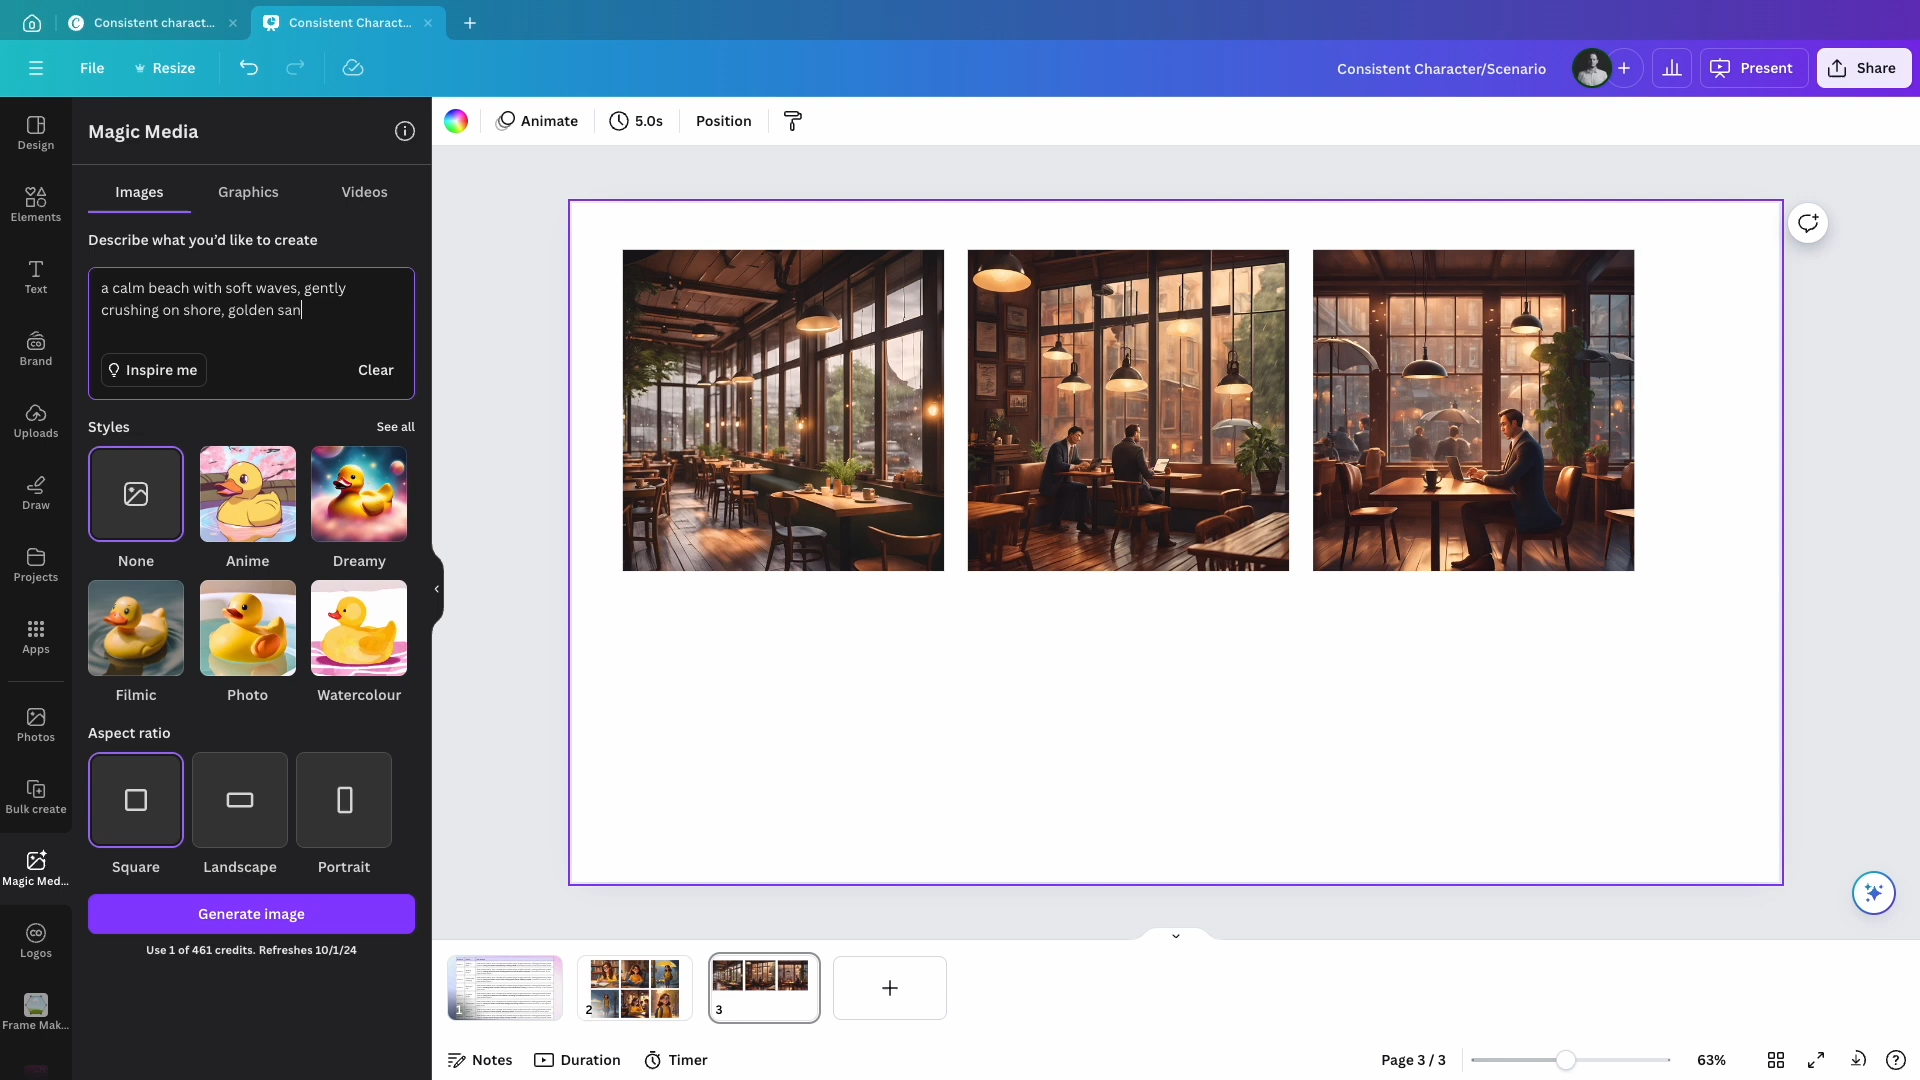 Consistent charact...
Consistent Charact...
File
Resize
Consistent Character/Scenario
Present
Share
Design
Elements
Text
Brand
Uploads
Draw
Projects
Apps
Photos
Bulk create
Magic Med...
Logos
Frame Mak...
Magic Media
Images
Graphics
Videos
Describe what you'd like to create
a calm beach with soft waves, gently
crushing on shore, golden san
Inspire me
Clear
Styles
See all
None
Anime
Dreamy
Filmic
Photo
Watercolour
Aspect ratio
Square
Landscape
Portrait
Generate image
Use 1 of 461 credits. Refreshes 10/1/24
Animate
5.0s
Position
1
2
3
Notes
Duration
Timer
Page 3 / 3
63%